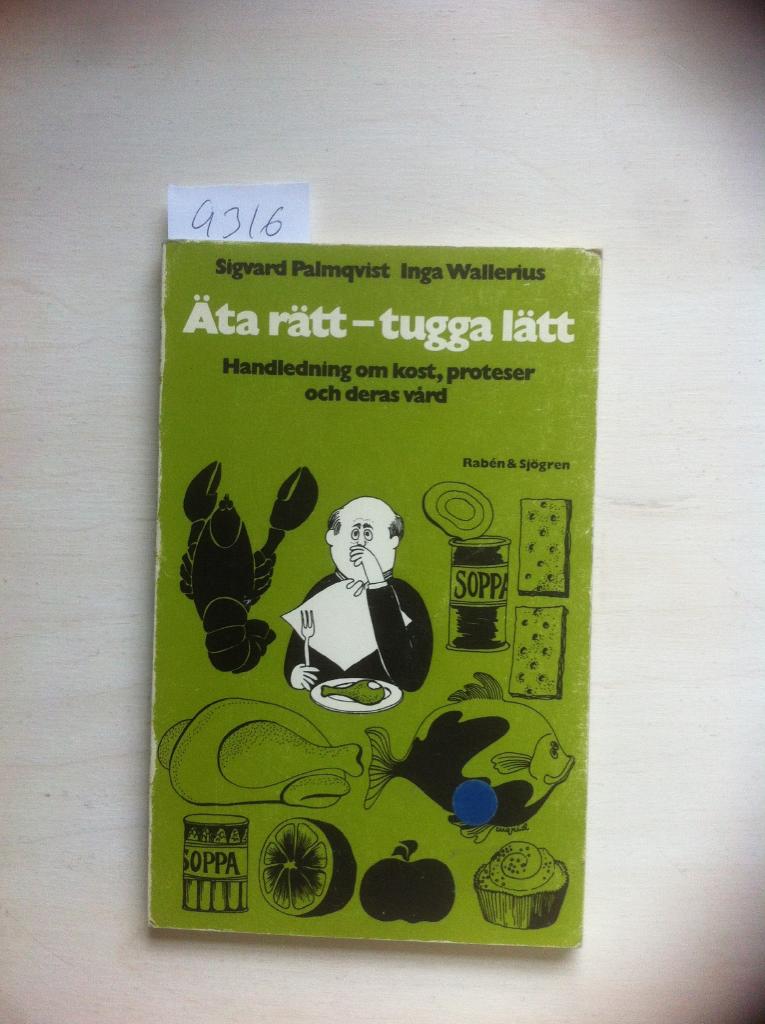 9316
Sigvard Palmqvist Inga Wallerius
Äta rätt – tugga lätt
Handledning om kost, proteser
och deras vård
Rabén & Sjögren
SOPPA
SOPPA